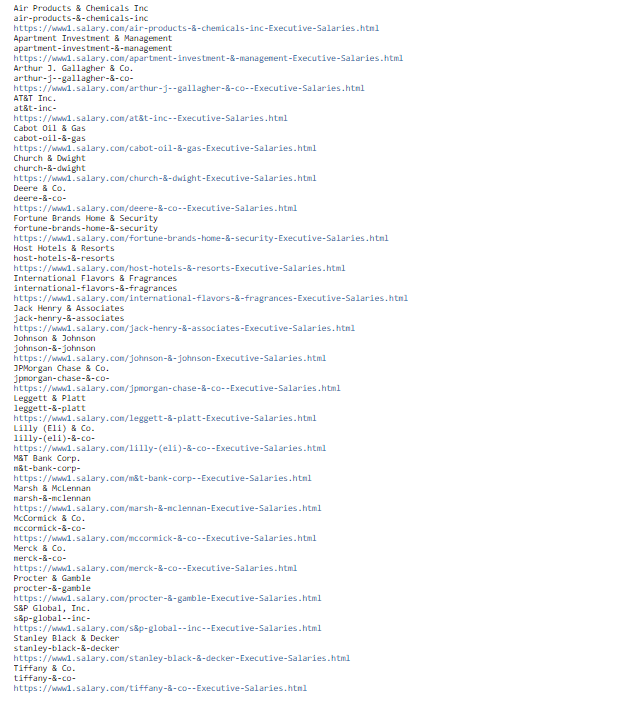 Air Products & Chemicals Inc
air-products-&-chemicals-inc
https://www1.salary.com/air-products-&-chemicals-inc-Executive-Salaries.html
Apartment Investment & Management
apartment-investment-&-management
https://www1.salary.com/apartment-investment-&-management-Executive-Salaries.html
Arthur J. Gallagher & Co.
arthur-j--gallagher-&-co-
https://www1.salary.com/arthur-j--gallagher-&-co--Executive-Salaries.html
AT&T Inc.
at&t-inc-
https://www1.salary.com/at&t-inc--Executive-Salaries.html
Cabot Oil & Gas
cabot-oil-&-gas
https://www1.salary.com/cabot-oil-&-gas-Executive-Salaries.html
Church & Dwight
church-&-dwight
https://www1.salary.com/church-&-dwight-Executive-Salaries.html
Deere & Co.
deere-&-co-
https://www1.salary.com/deere-&-co--Executive-Salaries.html
Fortune Brands Home & Security
fortune-brands-home-&-security
https://www1.salary.com/fortune-brands-home-&-security-Executive-Salaries.html
Host Hotels & Resorts
host-hotels-&-resorts
https://www1.salary.com/host-hotels-&-resorts-Executive-Salaries.html
International Flavors & Fragrances
international-flavors-&-fragrances
https://www1.salary.com/international-flavors-&-fragrances-Executive-Salaries.html
Jack Henry & Associates
jack-henry-&-associates
https://www1.salary.com/jack-henry-&-associates-Executive-Salaries.html
Johnson & Johnson
johnson-&-johnson
https://www1.salary.com/johnson-&-johnson-Executive-Salaries.html
JPMorgan Chase & Co.
jpmorgan-chase-&-co-
https://www1.salary.com/jpmorgan-chase-&-co--Executive-Salaries.html
Leggett & Platt
leggett-&-platt
https://www1.salary.com/leggett-&-platt-Executive-Salaries.html
Lilly (Eli) & Co.
lilly-(eli)-&-co-
https://www1.salary.com/lilly-(eli)-&-co--Executive-Salaries.html
M&T Bank Corp.
m&t-bank-corp-
https://www1.salary.com/m&t-bank-corp--Executive-Salaries.html
Marsh & McLennan
marsh-&-mclennan
https://www1.salary.com/marsh-&-mclennan-Executive-Salaries.html
McCormick & Co.
mccormick-&-co-
https://www1.salary.com/mccormick-&-co--Executive-Salaries.html
Merck & Co.
merck-&-co-
https://www1.salary.com/merck-&-co--Executive-Salaries.html
Procter & Gamble
procter-&-gamble
https://www1.salary.com/procter-&-gamble-Executive-Salaries.html
S&P Global, Inc.
s&p-global--inc-
https://www1.salary.com/s&p-global--inc--Executive-Salaries.html
Stanley Black & Decker
stanley-black-&-decker
https://www1.salary.com/stanley-black-&-decker-Executive-Salaries.html
Tiffany & Co.
tiffany-&-co-
https://www1.salary.com/tiffany-&-co--Executive-Salaries.html